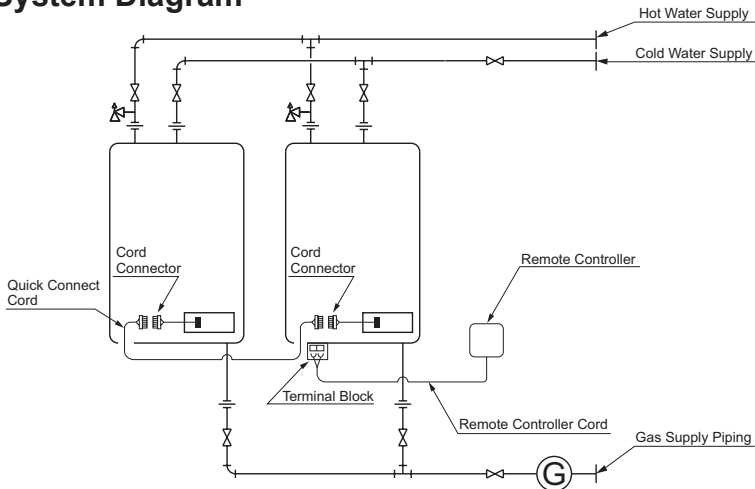 System Diagram
Hot Water Supply
Cold Water Supply
Cord
Connector
Cord
Connector
Remote Controller
Quick Connect
Cord
Terminal Block
Remote Controller Cord
Gas Supply Piping
G